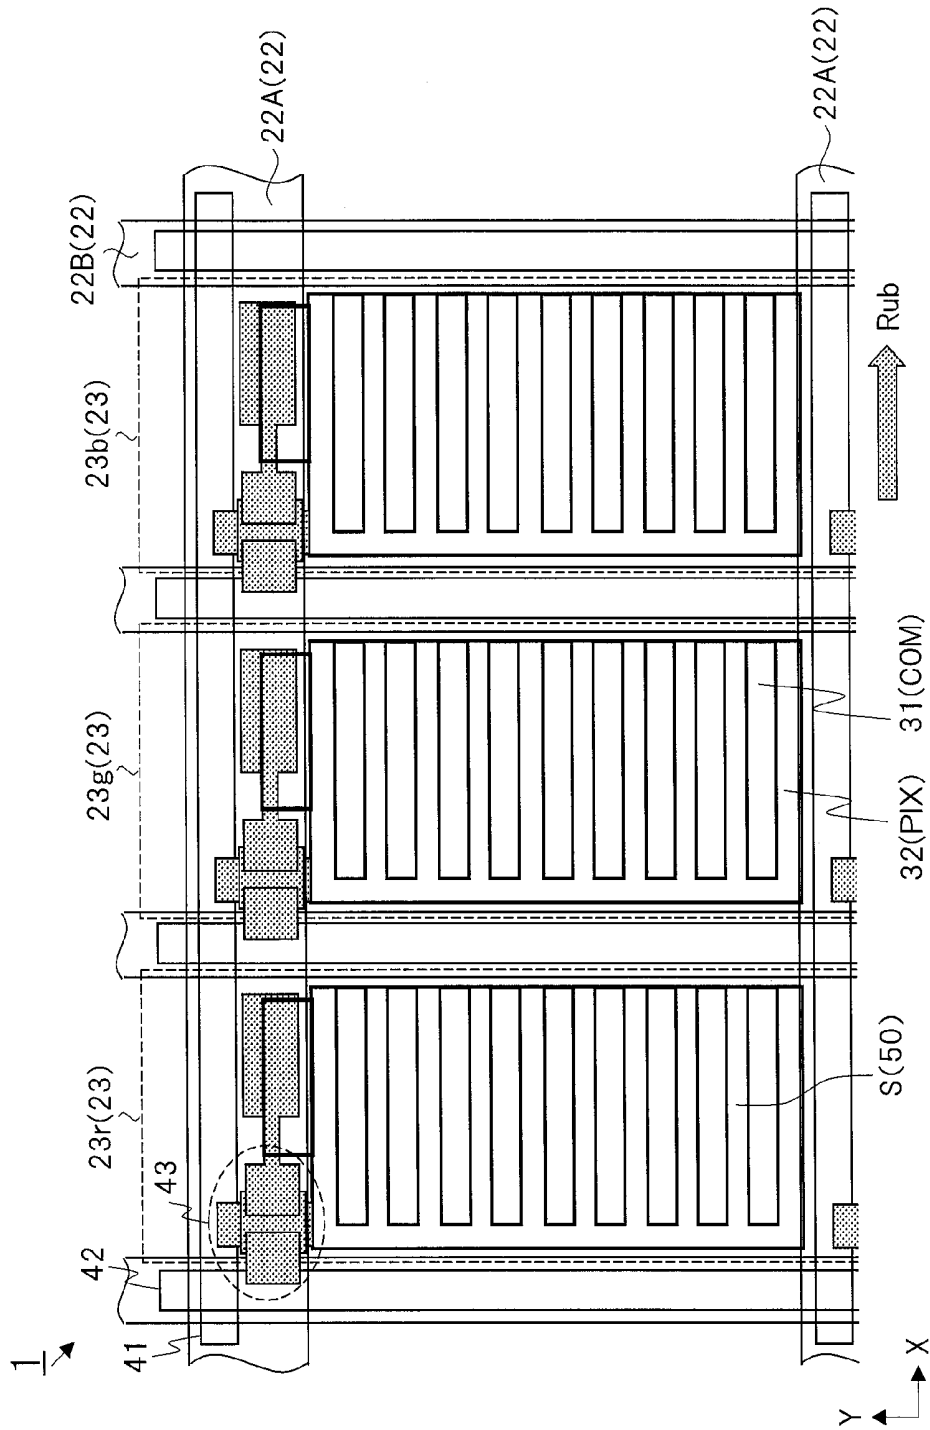 1
41
42
43
23r(23)
23g(23)
23b(23)
22B(22)
22A(22)
22A(22)
S(50)
32(PIX)
31(COM)
Rub
Y
X